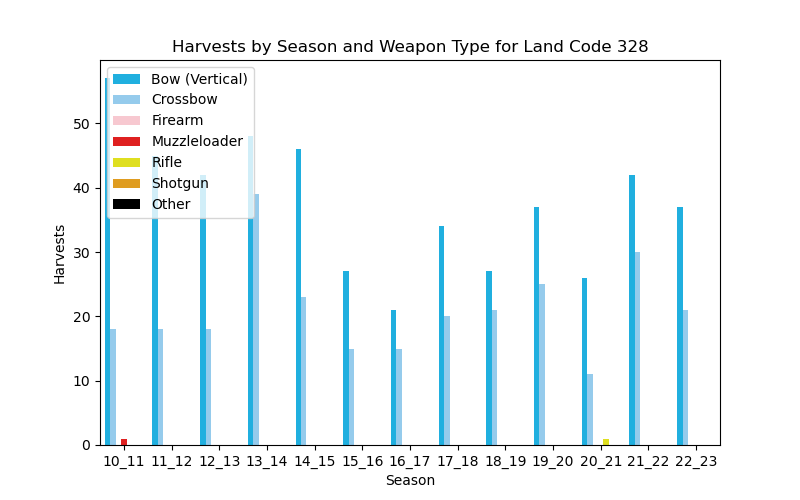 Harvests by Season and Weapon Type for Land Code 328
Bow (Vertical)
Crossbow
Firearm
Muzzleloader
Rifle
Shotgun
Other
50
40
30
20
10
0
Harvests
10_11 11_12 12_13 13_14 14_15 15_16 16_17 17_18 18_19 19_20 20_21 21_22 22_23
Season